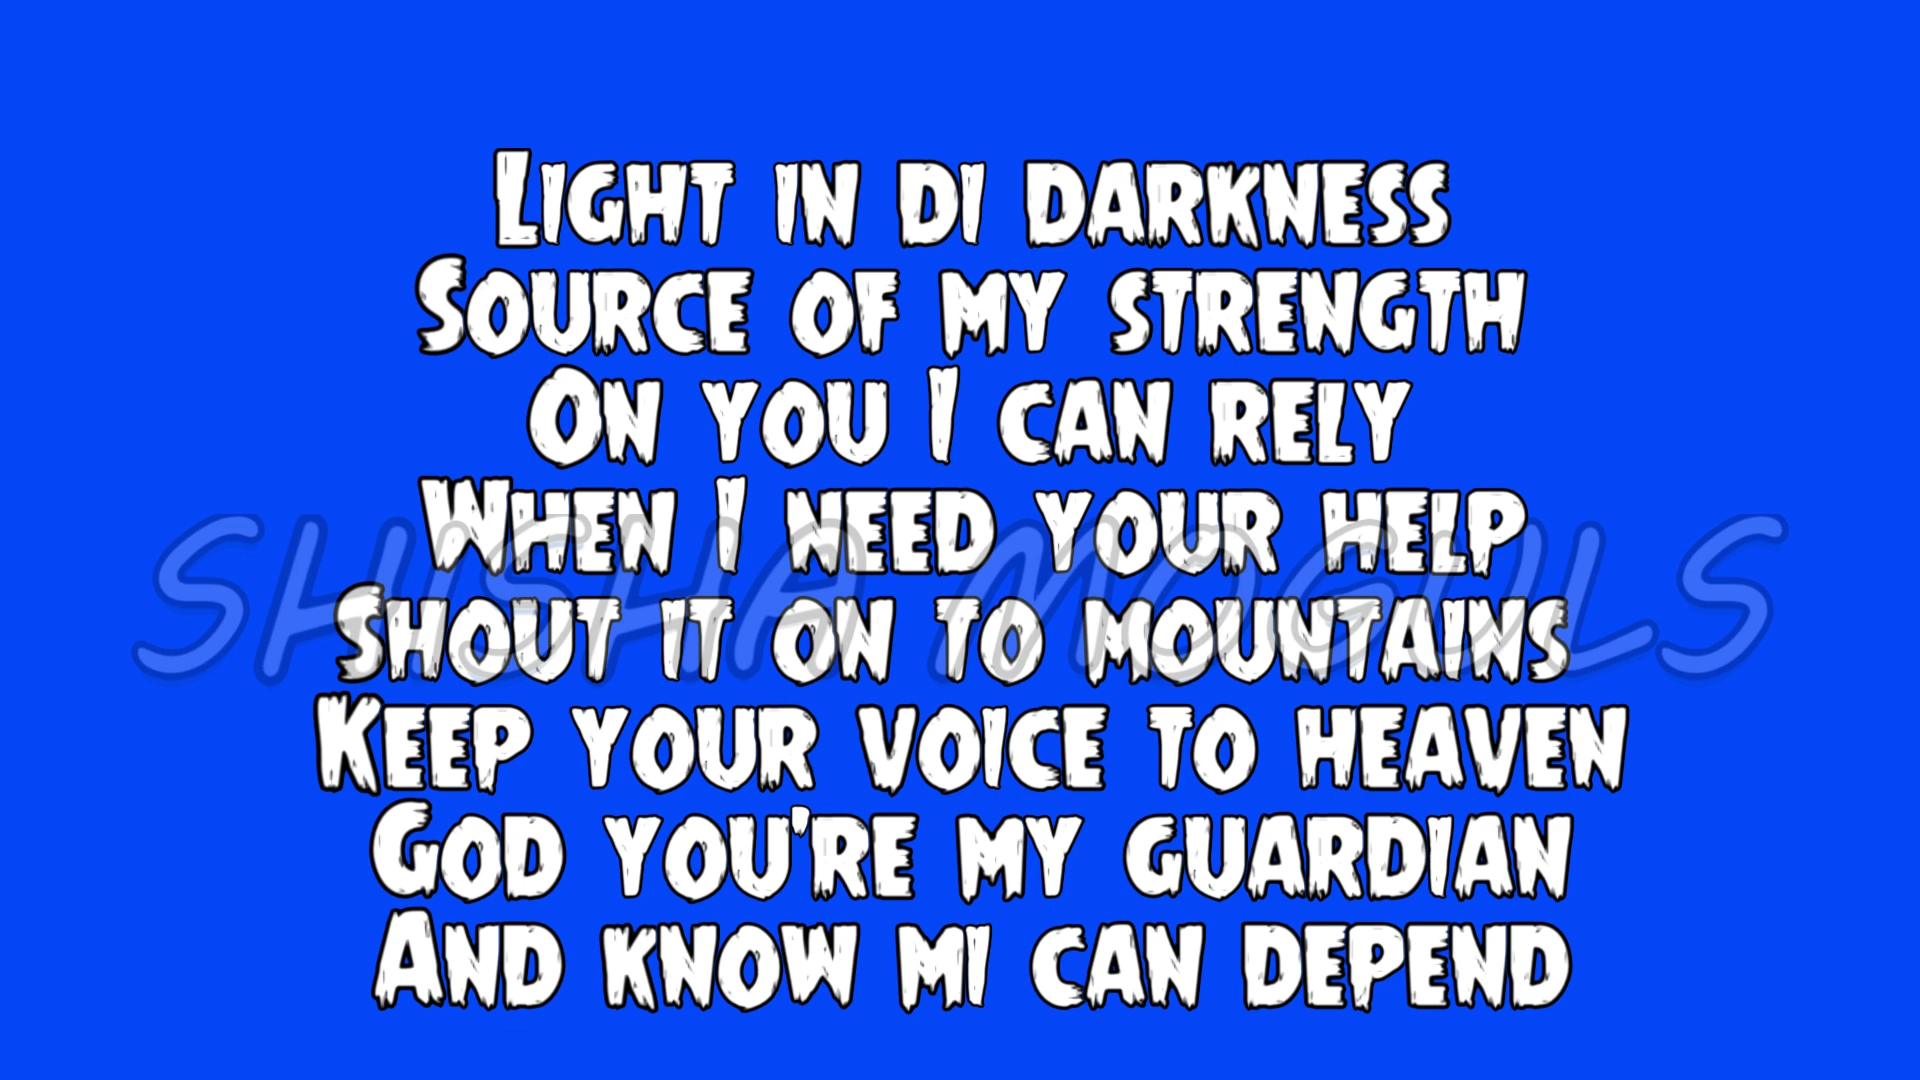 Light in di darkness
Source of my strength
On you I can rely
When I need your help
SHISHA MOGULS
Shout it on to mountains
Keep your voice to heaven
God you're my guardian
And know mi can depend